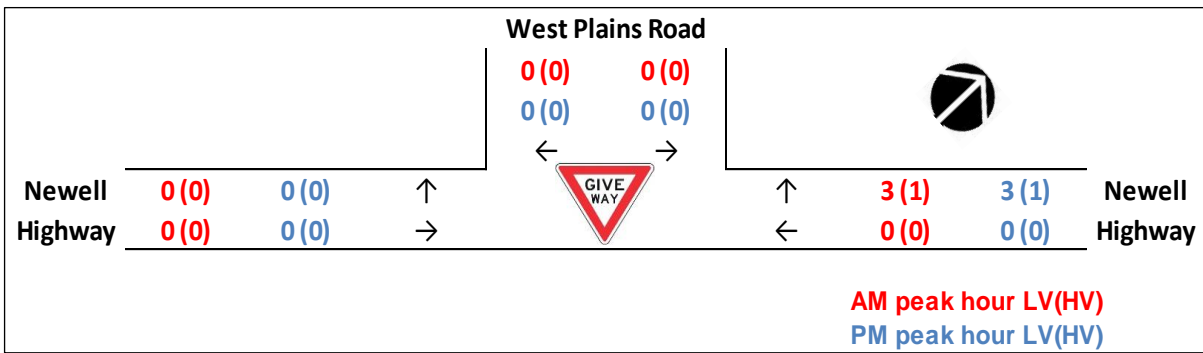 West Plains Road
0 (0) 0 (0)
0 (0) 0 (0)
← →
Newell 0 (0) 0 (0) ↑ GIVE WAY ↑ 3 (1) 3 (1) Newell
Highway 0 (0) 0 (0) → ← 0 (0) 0 (0) Highway
AM peak hour LV(HV)
PM peak hour LV(HV)